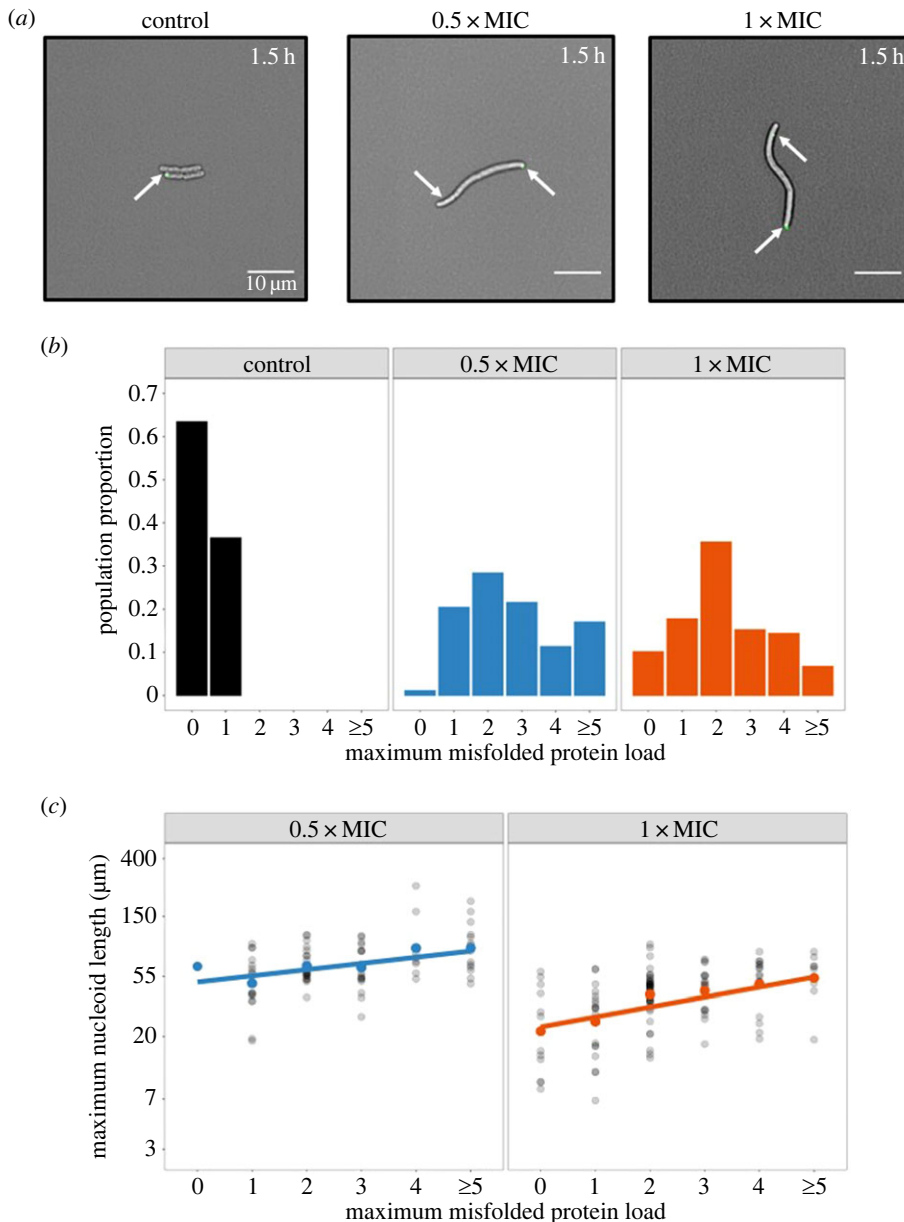 (a)
control 0.5 × MIC 1 × MIC
1.5 h 1.5 h 1.5 h
10 µm
(b)
control 0.5 × MIC 1 × MIC
population proportion
0.7
0.6
0.5
0.4
0.3
0.2
0.1
0
0 1 2 3 4 ≥5 0 1 2 3 4 ≥5 0 1 2 3 4 ≥5
maximum misfolded protein load
(c)
0.5 × MIC 1 × MIC
maximum nucleoid length (µm)
400
150
55
20
7
3
0 1 2 3 4 ≥5 0 1 2 3 4 ≥5
maximum misfolded protein load